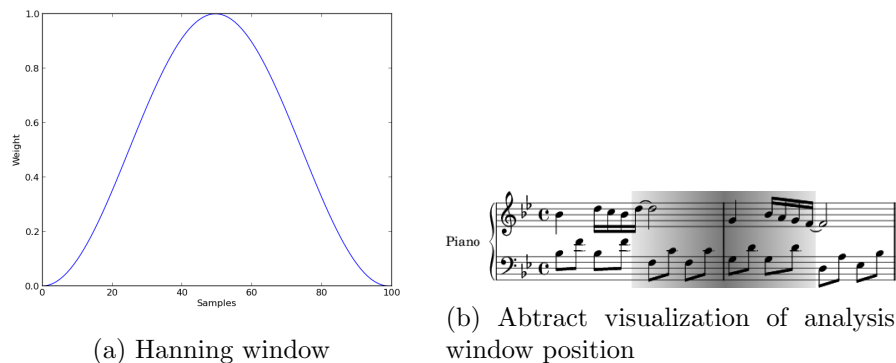 1.0
0.8
0.6
0.4
0.2
0.0
Weight
0 20 40 60 80 100
Samples
(a) Hanning window
Piano
(b) Abtract visualization of analysis
window position